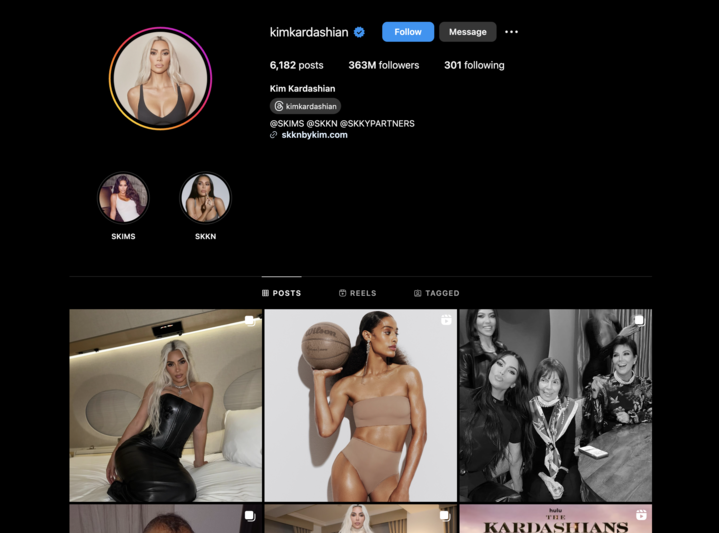 kimkardashian
Follow
Message
6,182 posts
363M followers
301 following
Kim Kardashian
kimkardashian
@SKIMS @SKKN @SKKYPARTNERS
skknbykim.com
SKIMS
SKKN
POSTS
REELS
TAGGED
hulu
THE
KARDASHIANS